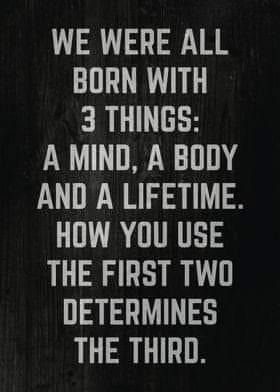 WE WERE ALL
BORN WITH
3 THINGS:
A MIND, A BODY
AND A LIFETIME.
HOW YOU USE
THE FIRST TWO
DETERMINES
THE THIRD.